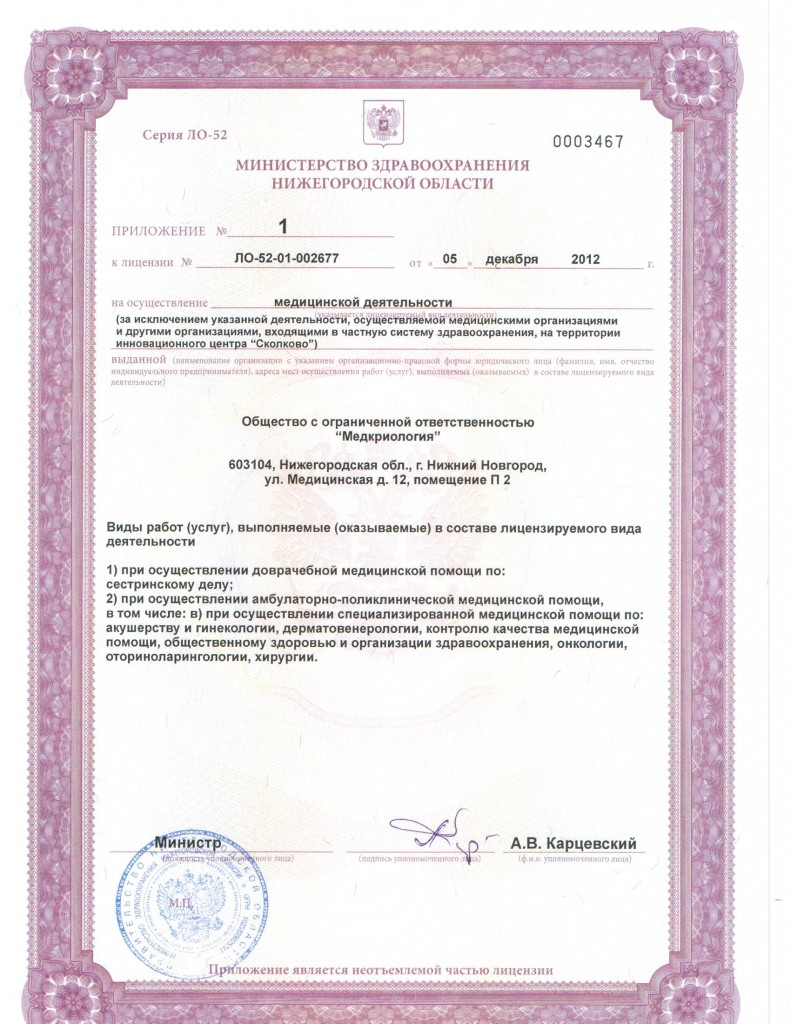 Серия ЛО-52
0003467
МИНИСТЕРСТВО ЗДРАВООХРАНЕНИЯ
НИЖЕГОРОДСКОЙ ОБЛАСТИ
ПРИЛОЖЕНИЕ № 1
к лицензии № ЛО-52-01-002677 от « 05 » декабря 2012 г.
на осуществление медицинской деятельности
(указывается лицензируемый вид деятельности)
(за исключением указанной деятельности, осуществляемой медицинскими организациями
и другими организациями, входящими в частную систему здравоохранения, на территории
инновационного центра “Сколково”)
выданной (наименование организации с указанием организационно-правовой формы юридического лица (фамилия, имя, отчество
индивидуального предпринимателя), адреса мест осуществления работ (услуг), выполняемых (оказываемых) в составе лицензируемого вида
деятельности)
Общество с ограниченной ответственностью
“Медкриология”
603104, Нижегородская обл., г. Нижний Новгород,
ул. Медицинская д. 12, помещение П 2
Виды работ (услуг), выполняемые (оказываемые) в составе лицензируемого вида
деятельности
1) при осуществлении доврачебной медицинской помощи по:
сестринскому делу;
2) при осуществлении амбулаторно-поликлинической медицинской помощи,
в том числе: в) при осуществлении специализированной медицинской помощи по:
акушерству и гинекологии, дерматовенерологии, контролю качества медицинской
помощи, общественному здоровью и организации здравоохранения, онкологии,
оториноларингологии, хирургии.
Министр А.В. Карцевский
(должность уполномоченного лица) (подпись уполномоченного лица) (ф.и.о. уполномоченного лица)
М.П.
Приложение является неотъемлемой частью лицензии